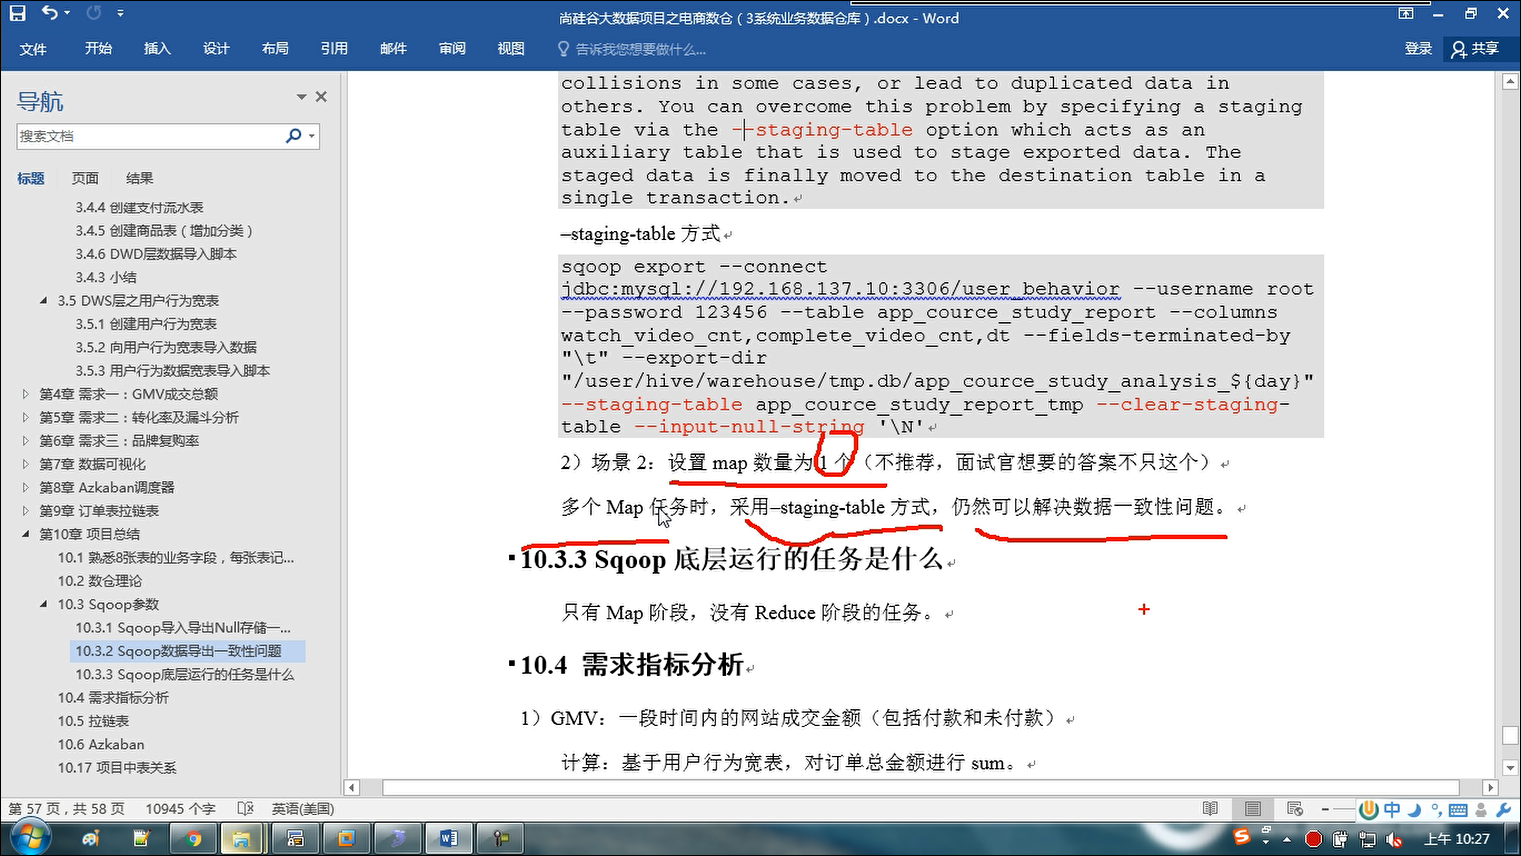 尚硅谷大数据项目之电商数仓（3系统业务数据仓库）.docx - Word
文件 开始 插入 设计 布局 引用 邮件 审阅 视图 告诉我您想要做什么... 登录 共享
导航
搜索文档
标题 页面 结果
3.4.4 创建支付流水表
3.4.5 创建商品表（增加分类）
3.4.6 DWD层数据导入脚本
3.4.3 小结
3.5 DWS层之用户行为宽表
3.5.1 创建用户行为宽表
3.5.2 向用户行为宽表导入数据
3.5.3 用户行为数据宽表导入脚本
第4章 需求一：GMV成交总额
第5章 需求二：转化率及漏斗分析
第6章 需求三：品牌复购率
第7章 数据可视化
第8章 Azkaban调度器
第9章 订单表拉链表
第10章 项目总结
10.1 熟悉8张表的业务字段，每张表记...
10.2 数仓理论
10.3 Sqoop参数
10.3.1 Sqoop导入导出Null存储一...
10.3.2 Sqoop数据导出一致性问题
10.3.3 Sqoop底层运行的任务是什么
10.4 需求指标分析
10.5 拉链表
10.6 Azkaban
10.17 项目中表关系
collisions in some cases, or lead to duplicated data in
others. You can overcome this problem by specifying a staging
table via the --staging-table option which acts as an
auxiliary table that is used to stage exported data. The
staged data is finally moved to the destination table in a
single transaction.
–staging-table 方式
sqoop export --connect
jdbc:mysql://192.168.137.10:3306/user_behavior --username root
--password 123456 --table app_cource_study_report --columns
watch_video_cnt,complete_video_cnt,dt --fields-terminated-by
"\t" --export-dir
"/user/hive/warehouse/tmp.db/app_cource_study_analysis_${day}"
--staging-table app_cource_study_report_tmp --clear-staging-
table --input-null-string '\N'
2）场景 2：设置 map 数量为 1 个（不推荐，面试官想要的答案不只这个）
多个 Map 任务时，采用–staging-table 方式，仍然可以解决数据一致性问题。
10.3.3 Sqoop 底层运行的任务是什么
只有 Map 阶段，没有 Reduce 阶段的任务。
10.4 需求指标分析
1）GMV：一段时间内的网站成交金额（包括付款和未付款）
计算：基于用户行为宽表，对订单总金额进行 sum。
第 57 页，共 58 页 10945 个字 英语(美国)
中
上午 10:27